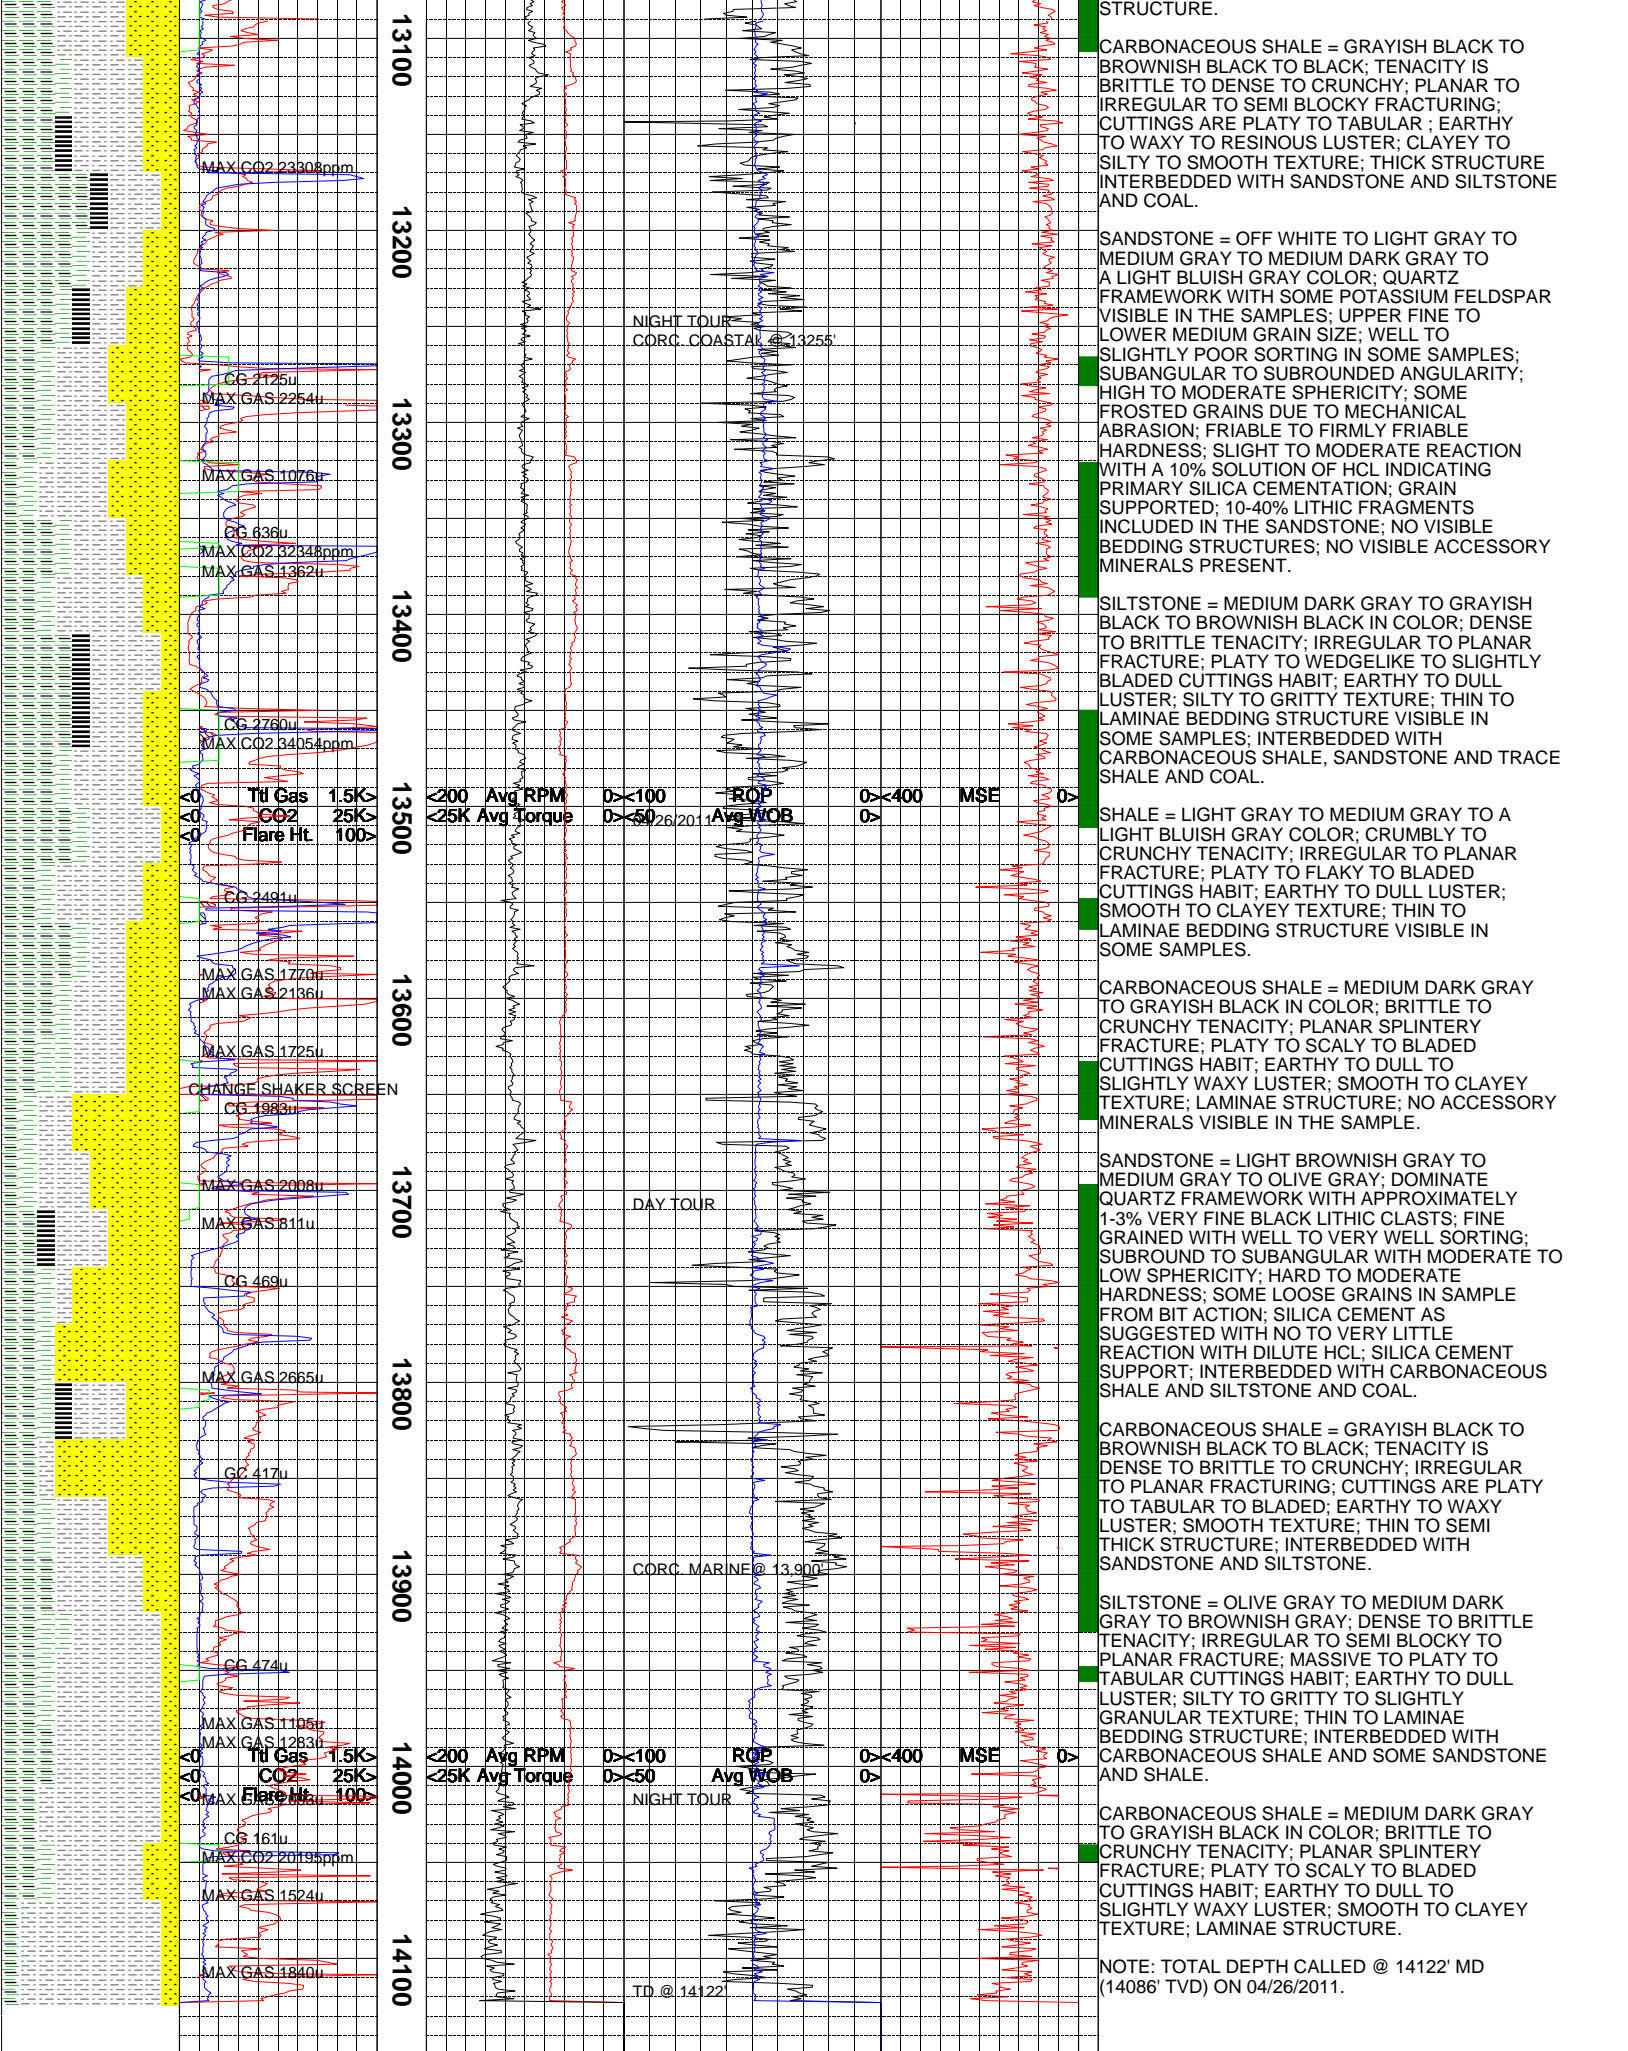 STRUCTURE.
CARBONACEOUS SHALE = GRAYISH BLACK TO
BROWNISH BLACK TO BLACK; TENACITY IS
BRITTLE TO DENSE TO CRUNCHY; PLANAR TO
IRREGULAR TO SEMI BLOCKY FRACTURING;
CUTTINGS ARE PLATY TO TABULAR ; EARTHY
TO WAXY TO RESINOUS LUSTER; CLAYEY TO
SILTY TO SMOOTH TEXTURE; THICK STRUCTURE
INTERBEDDED WITH SANDSTONE AND SILTSTONE
AND COAL.
SANDSTONE = OFF WHITE TO LIGHT GRAY TO
MEDIUM GRAY TO MEDIUM DARK GRAY TO
A LIGHT BLUISH GRAY COLOR; QUARTZ
FRAMEWORK WITH SOME POTASSIUM FELDSPAR
VISIBLE IN THE SAMPLES; UPPER FINE TO
LOWER MEDIUM GRAIN SIZE; WELL TO
SLIGHTLY POOR SORTING IN SOME SAMPLES;
SUBANGULAR TO SUBROUNDED ANGULARITY;
HIGH TO MODERATE SPHERICITY; SOME
FROSTED GRAINS DUE TO MECHANICAL
ABRASION; FRIABLE TO FIRMLY FRIABLE
HARDNESS; SLIGHT TO MODERATE REACTION
WITH A 10% SOLUTION OF HCL INDICATING
PRIMARY SILICA CEMENTATION; GRAIN
SUPPORTED; 10-40% LITHIC FRAGMENTS
INCLUDED IN THE SANDSTONE; NO VISIBLE
BEDDING STRUCTURES; NO VISIBLE ACCESSORY
MINERALS PRESENT.
SILTSTONE = MEDIUM DARK GRAY TO GRAYISH
BLACK TO BROWNISH BLACK IN COLOR; DENSE
TO BRITTLE TENACITY; IRREGULAR TO PLANAR
FRACTURE; PLATY TO WEDGELIKE TO SLIGHTLY
BLADED CUTTINGS HABIT; EARTHY TO DULL
LUSTER; SILTY TO GRITTY TEXTURE; THIN TO
LAMINAE BEDDING STRUCTURE VISIBLE IN
SOME SAMPLES; INTERBEDDED WITH
CARBONACEOUS SHALE, SANDSTONE AND TRACE
SHALE AND COAL.
SHALE = LIGHT GRAY TO MEDIUM GRAY TO A
LIGHT BLUISH GRAY COLOR; CRUMBLY TO
CRUNCHY TENACITY; IRREGULAR TO PLANAR
FRACTURE; PLATY TO FLAKY TO BLADED
CUTTINGS HABIT; EARTHY TO DULL LUSTER;
SMOOTH TO CLAYEY TEXTURE; THIN TO
LAMINAE BEDDING STRUCTURE VISIBLE IN
SOME SAMPLES.
CARBONACEOUS SHALE = MEDIUM DARK GRAY
TO GRAYISH BLACK IN COLOR; BRITTLE TO
CRUNCHY TENACITY; PLANAR SPLINTERY
FRACTURE; PLATY TO SCALY TO BLADED
CUTTINGS HABIT; EARTHY TO DULL TO
SLIGHTLY WAXY LUSTER; SMOOTH TO CLAYEY
TEXTURE; LAMINAE STRUCTURE; NO ACCESSORY
MINERALS VISIBLE IN THE SAMPLE.
SANDSTONE = LIGHT BROWNISH GRAY TO
MEDIUM GRAY TO OLIVE GRAY; DOMINATE
QUARTZ FRAMEWORK WITH APPROXIMATELY
1-3% VERY FINE BLACK LITHIC CLASTS; FINE
GRAINED WITH WELL TO VERY WELL SORTING;
SUBROUND TO SUBANGULAR WITH MODERATE TO
LOW SPHERICITY; HARD TO MODERATE
HARDNESS; SOME LOOSE GRAINS IN SAMPLE
FROM BIT ACTION; SILICA CEMENT AS
SUGGESTED WITH NO TO VERY LITTLE
REACTION WITH DILUTE HCL; SILICA CEMENT
SUPPORT; INTERBEDDED WITH CARBONACEOUS
SHALE AND SILTSTONE AND COAL.
CARBONACEOUS SHALE = GRAYISH BLACK TO
BROWNISH BLACK TO BLACK; TENACITY IS
DENSE TO BRITTLE TO CRUNCHY; IRREGULAR
TO PLANAR FRACTURING; CUTTINGS ARE PLATY
TO TABULAR TO BLADED; EARTHY TO WAXY
LUSTER; SMOOTH TEXTURE; THIN TO SEMI
THICK STRUCTURE; INTERBEDDED WITH
SANDSTONE AND SILTSTONE.
SILTSTONE = OLIVE GRAY TO MEDIUM DARK
GRAY TO BROWNISH GRAY; DENSE TO BRITTLE
TENACITY; IRREGULAR TO SEMI BLOCKY TO
PLANAR FRACTURE; MASSIVE TO PLATY TO
TABULAR CUTTINGS HABIT; EARTHY TO DULL
LUSTER; SILTY TO GRITTY TO SLIGHTLY
GRANULAR TEXTURE; THIN TO LAMINAE
BEDDING STRUCTURE; INTERBEDDED WITH
CARBONACEOUS SHALE AND SOME SANDSTONE
AND SHALE.
CARBONACEOUS SHALE = MEDIUM DARK GRAY
TO GRAYISH BLACK IN COLOR; BRITTLE TO
CRUNCHY TENACITY; PLANAR SPLINTERY
FRACTURE; PLATY TO SCALY TO BLADED
CUTTINGS HABIT; EARTHY TO DULL TO
SLIGHTLY WAXY LUSTER; SMOOTH TO CLAYEY
TEXTURE; LAMINAE STRUCTURE.
NOTE: TOTAL DEPTH CALLED @ 14122' MD
(14086' TVD) ON 04/26/2011.
MAX CO2 23308ppm
CG 2125u
MAX GAS 2254u
MAX GAS 1076u
CG 636u
MAX CO2 32348ppm
MAX GAS 1362u
CG 2760u
MAX CO2 34054ppm
<0 Ttl Gas 1.5K>
<0 CO2 25K>
<0 Flare Ht. 100>
CG 2491u
MAX GAS 1770u
MAX GAS 2136u
MAX GAS 1725u
CHANGE SHAKER SCREEN
CG 1983u
MAX GAS 2008u
MAX GAS 811u
CG 469u
MAX GAS 2665u
GC 417u
CG 474u
MAX GAS 1105u
MAX GAS 1283u
<0 Ttl Gas 1.5K>
<0 CO2 25K>
<0 Flare Ht. 100>
CG 161u
MAX CO2 20195ppm
MAX GAS 1524u
MAX GAS 1840u
13100
13200
13300
13400
13500
13600
13700
13800
13900
14000
14100
<200 Avg RPM 0>
<25K Avg Torque 0>
<200 Avg RPM 0>
<25K Avg Torque 0>
NIGHT TOUR
CORC. COASTAL @ 13255'
<100 ROP 0>
<50 Avg WOB 0>
/26/2011
DAY TOUR
CORC. MARINE@ 13,900'
<100 ROP 0>
<50 Avg WOB 0>
NIGHT TOUR
TD @ 14122'
<400 MSE 0>
<400 MSE 0>